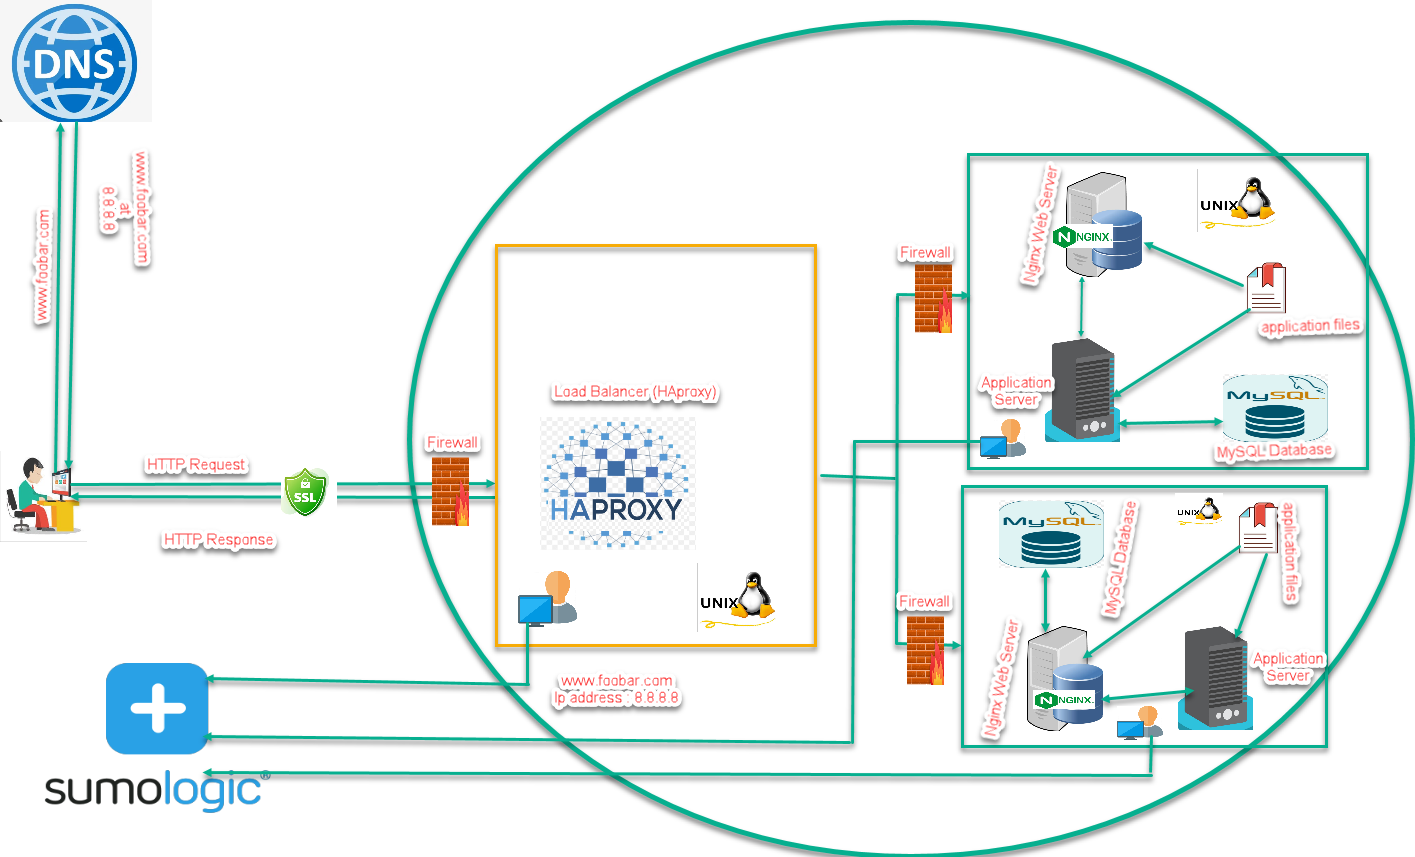 DNS
www.foobar.com
www.foobar.com
at
8.8.8.8
HTTP Request
SSL
HTTP Response
Firewall
Load Balancer (HAproxy)
HAPROXY
UNIX
www.foobar.com
Ip address : 8.8.8.8
Firewall
Nginx Web Server
NGINX
UNIX
application files
Application
Server
MySQL
MySQL Database
Firewall
MySQL
MySQL Database
UNIX
application files
Nginx Web Server
NGINX
Application
Server
sumologic®